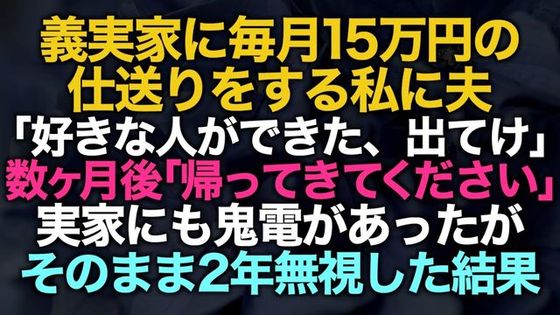 義実家に毎月15万円の
仕送りをする私に夫
「好きな人ができた、出てけ」
数ヶ月後「帰ってきてください」
実家にも鬼電があったが
そのまま2年無視した結果